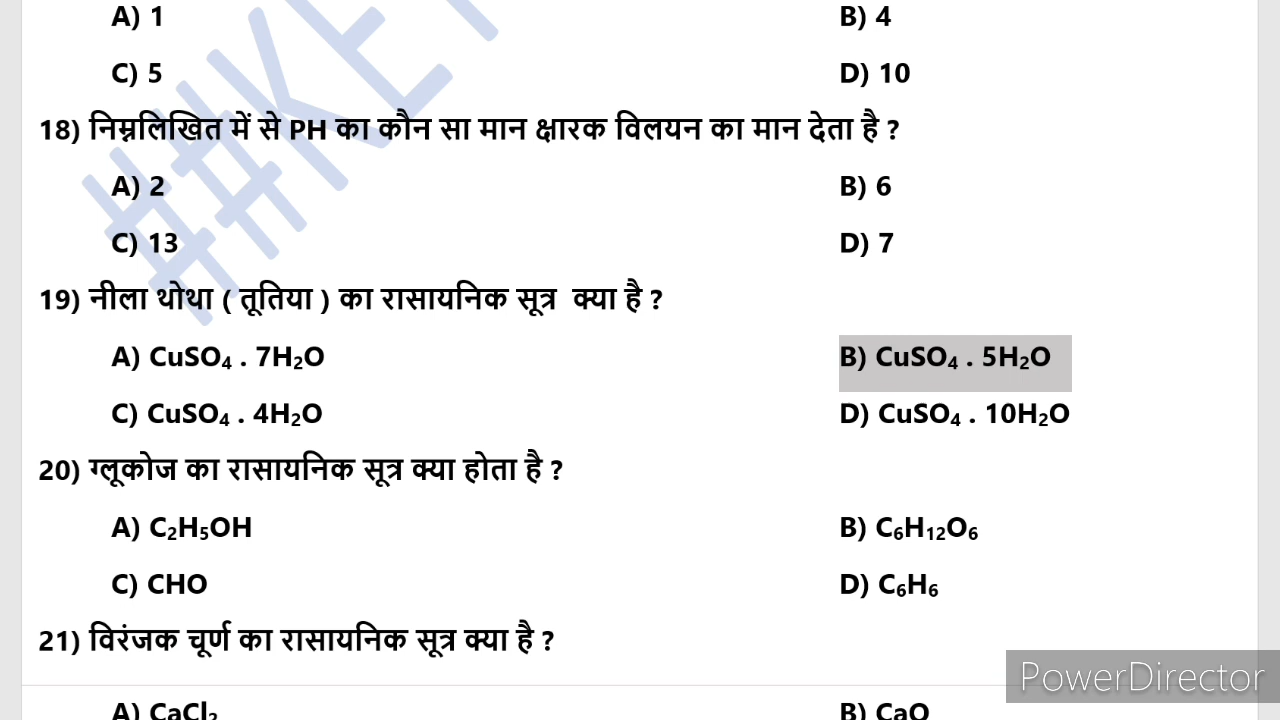 A) 1 B) 4
C) 5 D) 10
18) निम्नलिखित में से PH का कौन सा मान क्षारक विलयन का मान देता है ?
A) 2 B) 6
C) 13 D) 7
19) नीला थोथा ( तूतिया ) का रासायनिक सूत्र क्या है ?
A) CuSO₄ . 7H₂O B) CuSO₄ . 5H₂O
C) CuSO₄ . 4H₂O D) CuSO₄ . 10H₂O
20) ग्लूकोज का रासायनिक सूत्र क्या होता है ?
A) C₂H₅OH B) C₆H₁₂O₆
C) CHO D) C₆H₆
21) विरंजक चूर्ण का रासायनिक सूत्र क्या है ?
PowerDirector
A) CaCl₂ B) CaO